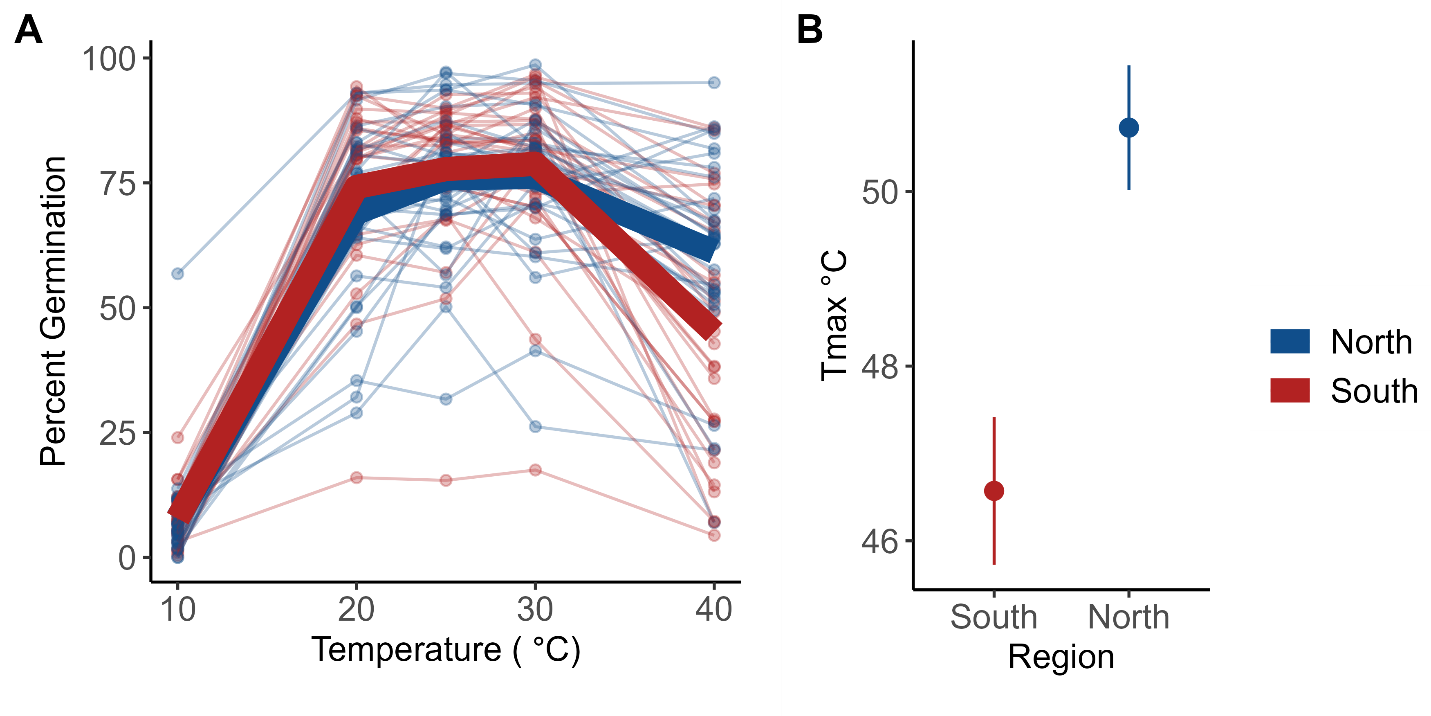 A
Percent Germination
100
75
50
25
0
10 20 30 40
Temperature ( °C)
B
Tmax °C
50
48
46
South North
Region
North
South